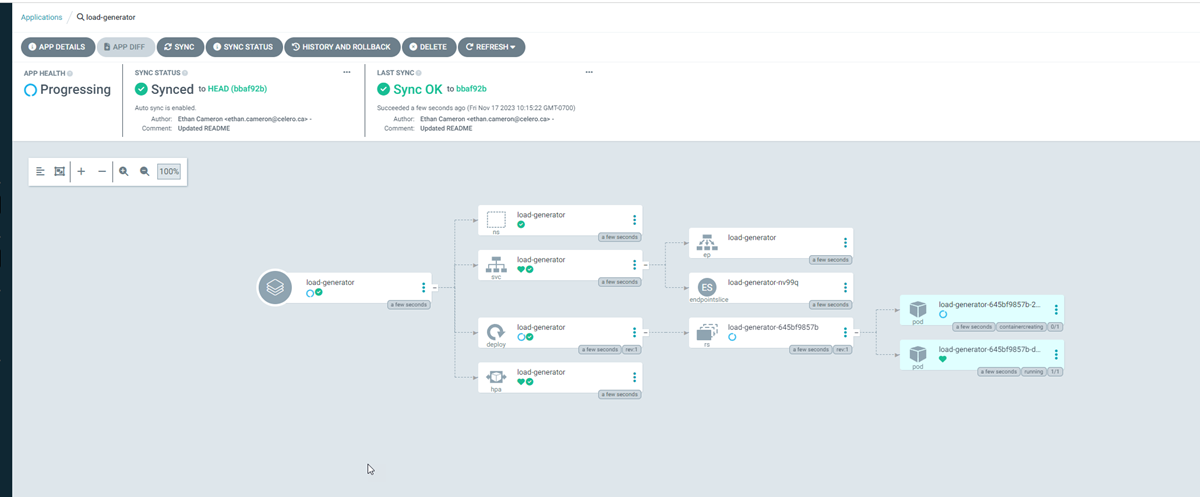 Applications / load-generator
APP DETAILS APP DIFF SYNC SYNC STATUS HISTORY AND ROLLBACK DELETE REFRESH
APP HEALTH
Progressing
SYNC STATUS
Synced to HEAD (bbaf92b)
Auto sync is enabled.
Author: Ethan Cameron <ethan.cameron@celero.ca> -
Comment: Updated README
LAST SYNC
Sync OK to bbaf92b
Succeeded a few seconds ago (Fri Nov 17 2023 10:15:22 GMT-0700)
Author: Ethan Cameron <ethan.cameron@celero.ca> -
Comment: Updated README
100%
load-generator
a few seconds
ns
load-generator
a few seconds
svc
load-generator
a few seconds
deploy
load-generator
a few seconds rev:1
hpa
load-generator
a few seconds
ep
load-generator
a few seconds
ES
endpointslice
load-generator-nv99q
a few seconds
rs
load-generator-645bf9857b
a few seconds rev:1
pod
load-generator-645bf9857b-2...
a few seconds containercreating 0/1
pod
load-generator-645bf9857b-d...
a few seconds running 1/1